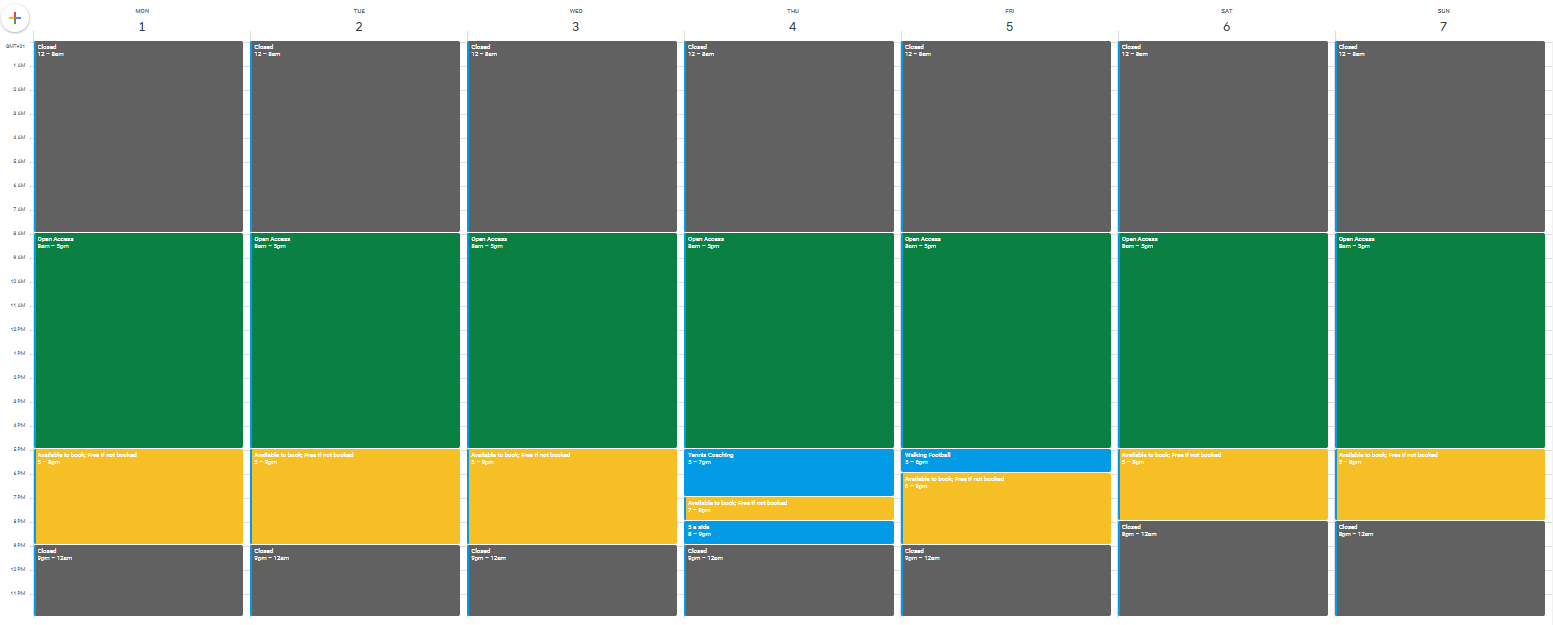 MON
TUE
WED
THU
FRI
SAT
SUN
1
2
3
4
5
6
7
GMT+01
1 AM
2 AM
3 AM
4 AM
5 AM
6 AM
7 AM
8 AM
9 AM
10 AM
11 AM
12 PM
1 PM
2 PM
3 PM
4 PM
5 PM
6 PM
7 PM
8 PM
9 PM
10 PM
11 PM
Closed
12 – 8am
Open Access
8am – 5pm
Available to book; Free if not booked
5 – 9pm
Closed
9pm – 12am
Closed
12 – 8am
Open Access
8am – 5pm
Available to book; Free if not booked
5 – 9pm
Closed
9pm – 12am
Closed
12 – 8am
Open Access
8am – 5pm
Available to book; Free if not booked
5 – 9pm
Closed
9pm – 12am
Closed
12 – 8am
Open Access
8am – 5pm
Tennis Coaching
5 – 7pm
Available to book; Free if not booked
7 – 8pm
5 a side
8 – 9pm
Closed
9pm – 12am
Closed
12 – 8am
Open Access
8am – 5pm
Walking Football
5 – 6pm
Available to book; Free if not booked
6 – 9pm
Closed
9pm – 12am
Closed
12 – 8am
Open Access
8am – 5pm
Available to book; Free if not booked
5 – 8pm
Closed
8pm – 12am
Closed
12 – 8am
Open Access
8am – 5pm
Available to book; Free if not booked
5 – 8pm
Closed
8pm – 12am